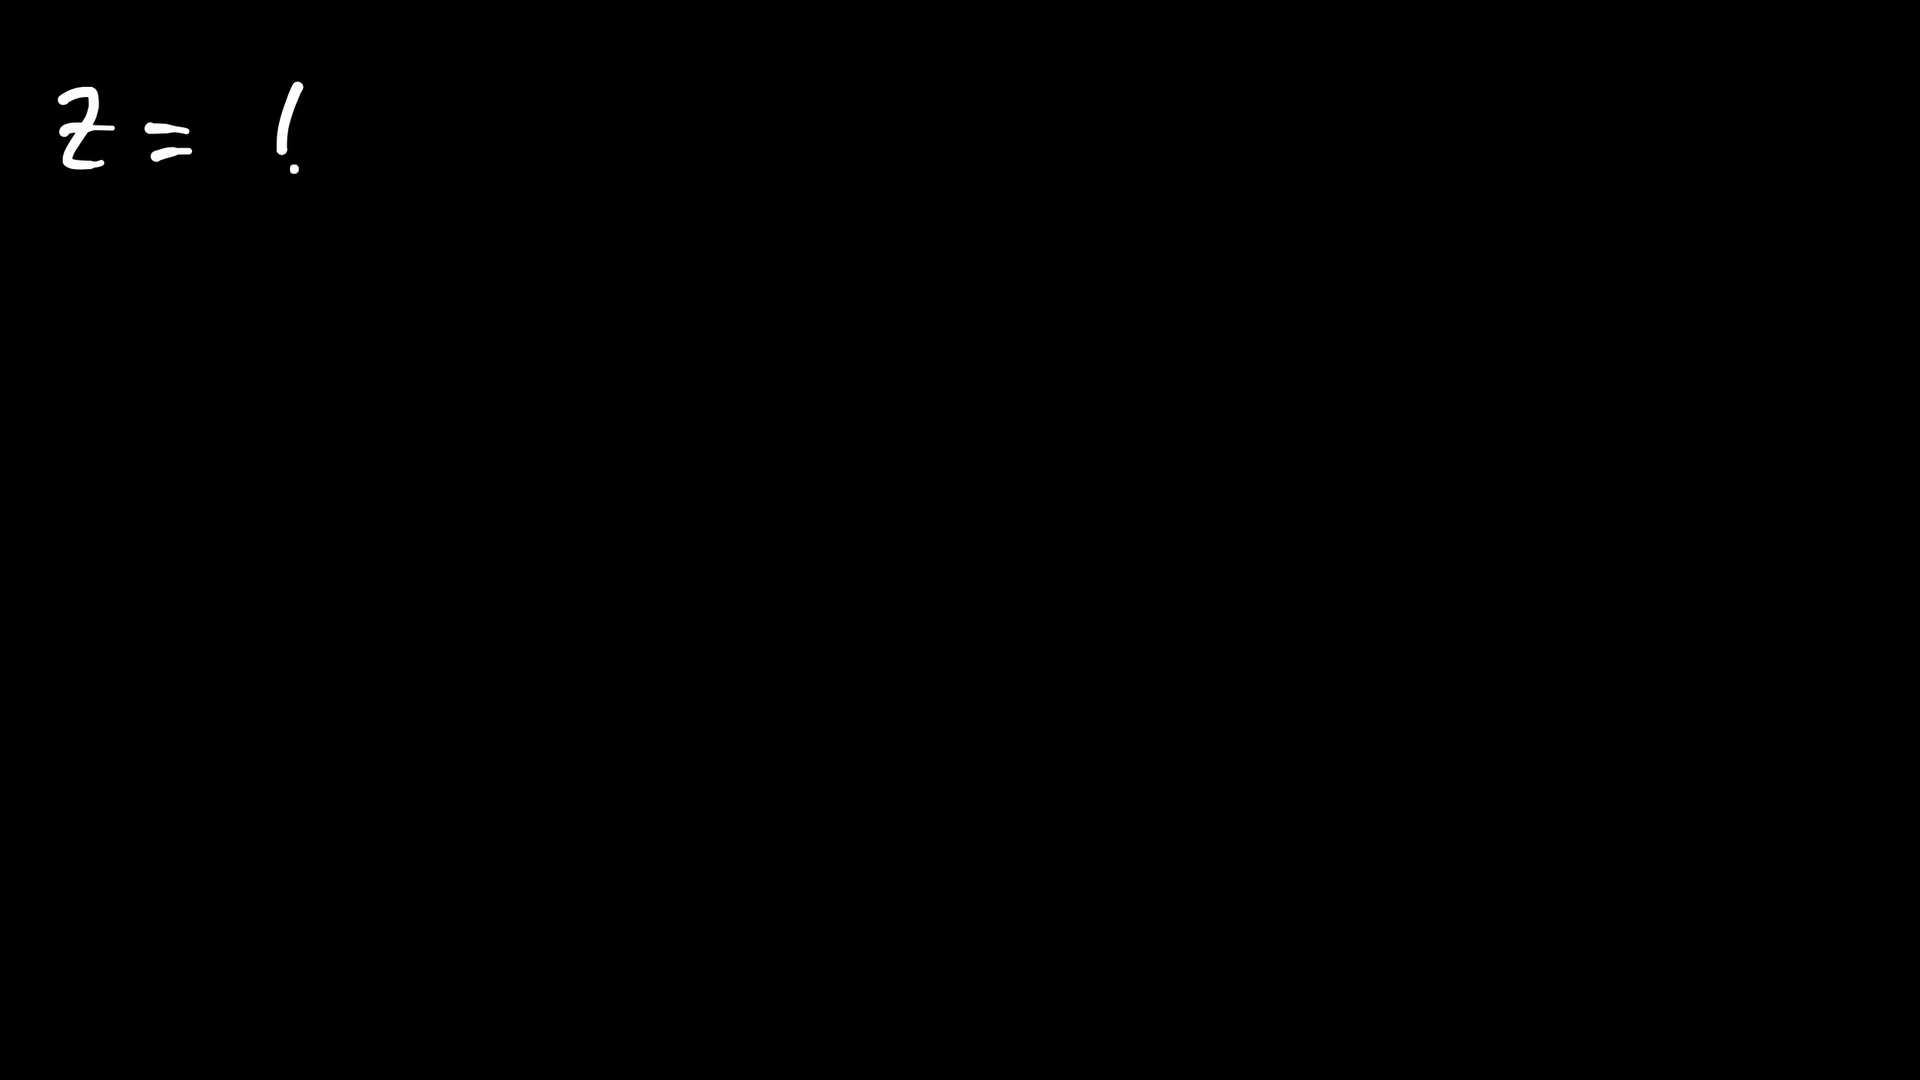 z = !